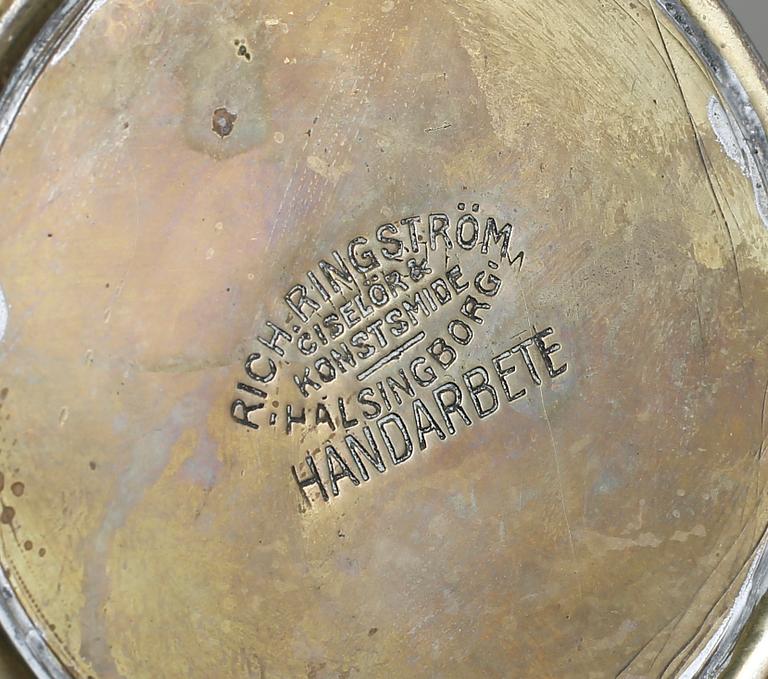 RICH. RINGSTRÖM
CISELÖR &
KONSTSMIDE
HÄLSINGBORG
HANDARBETE